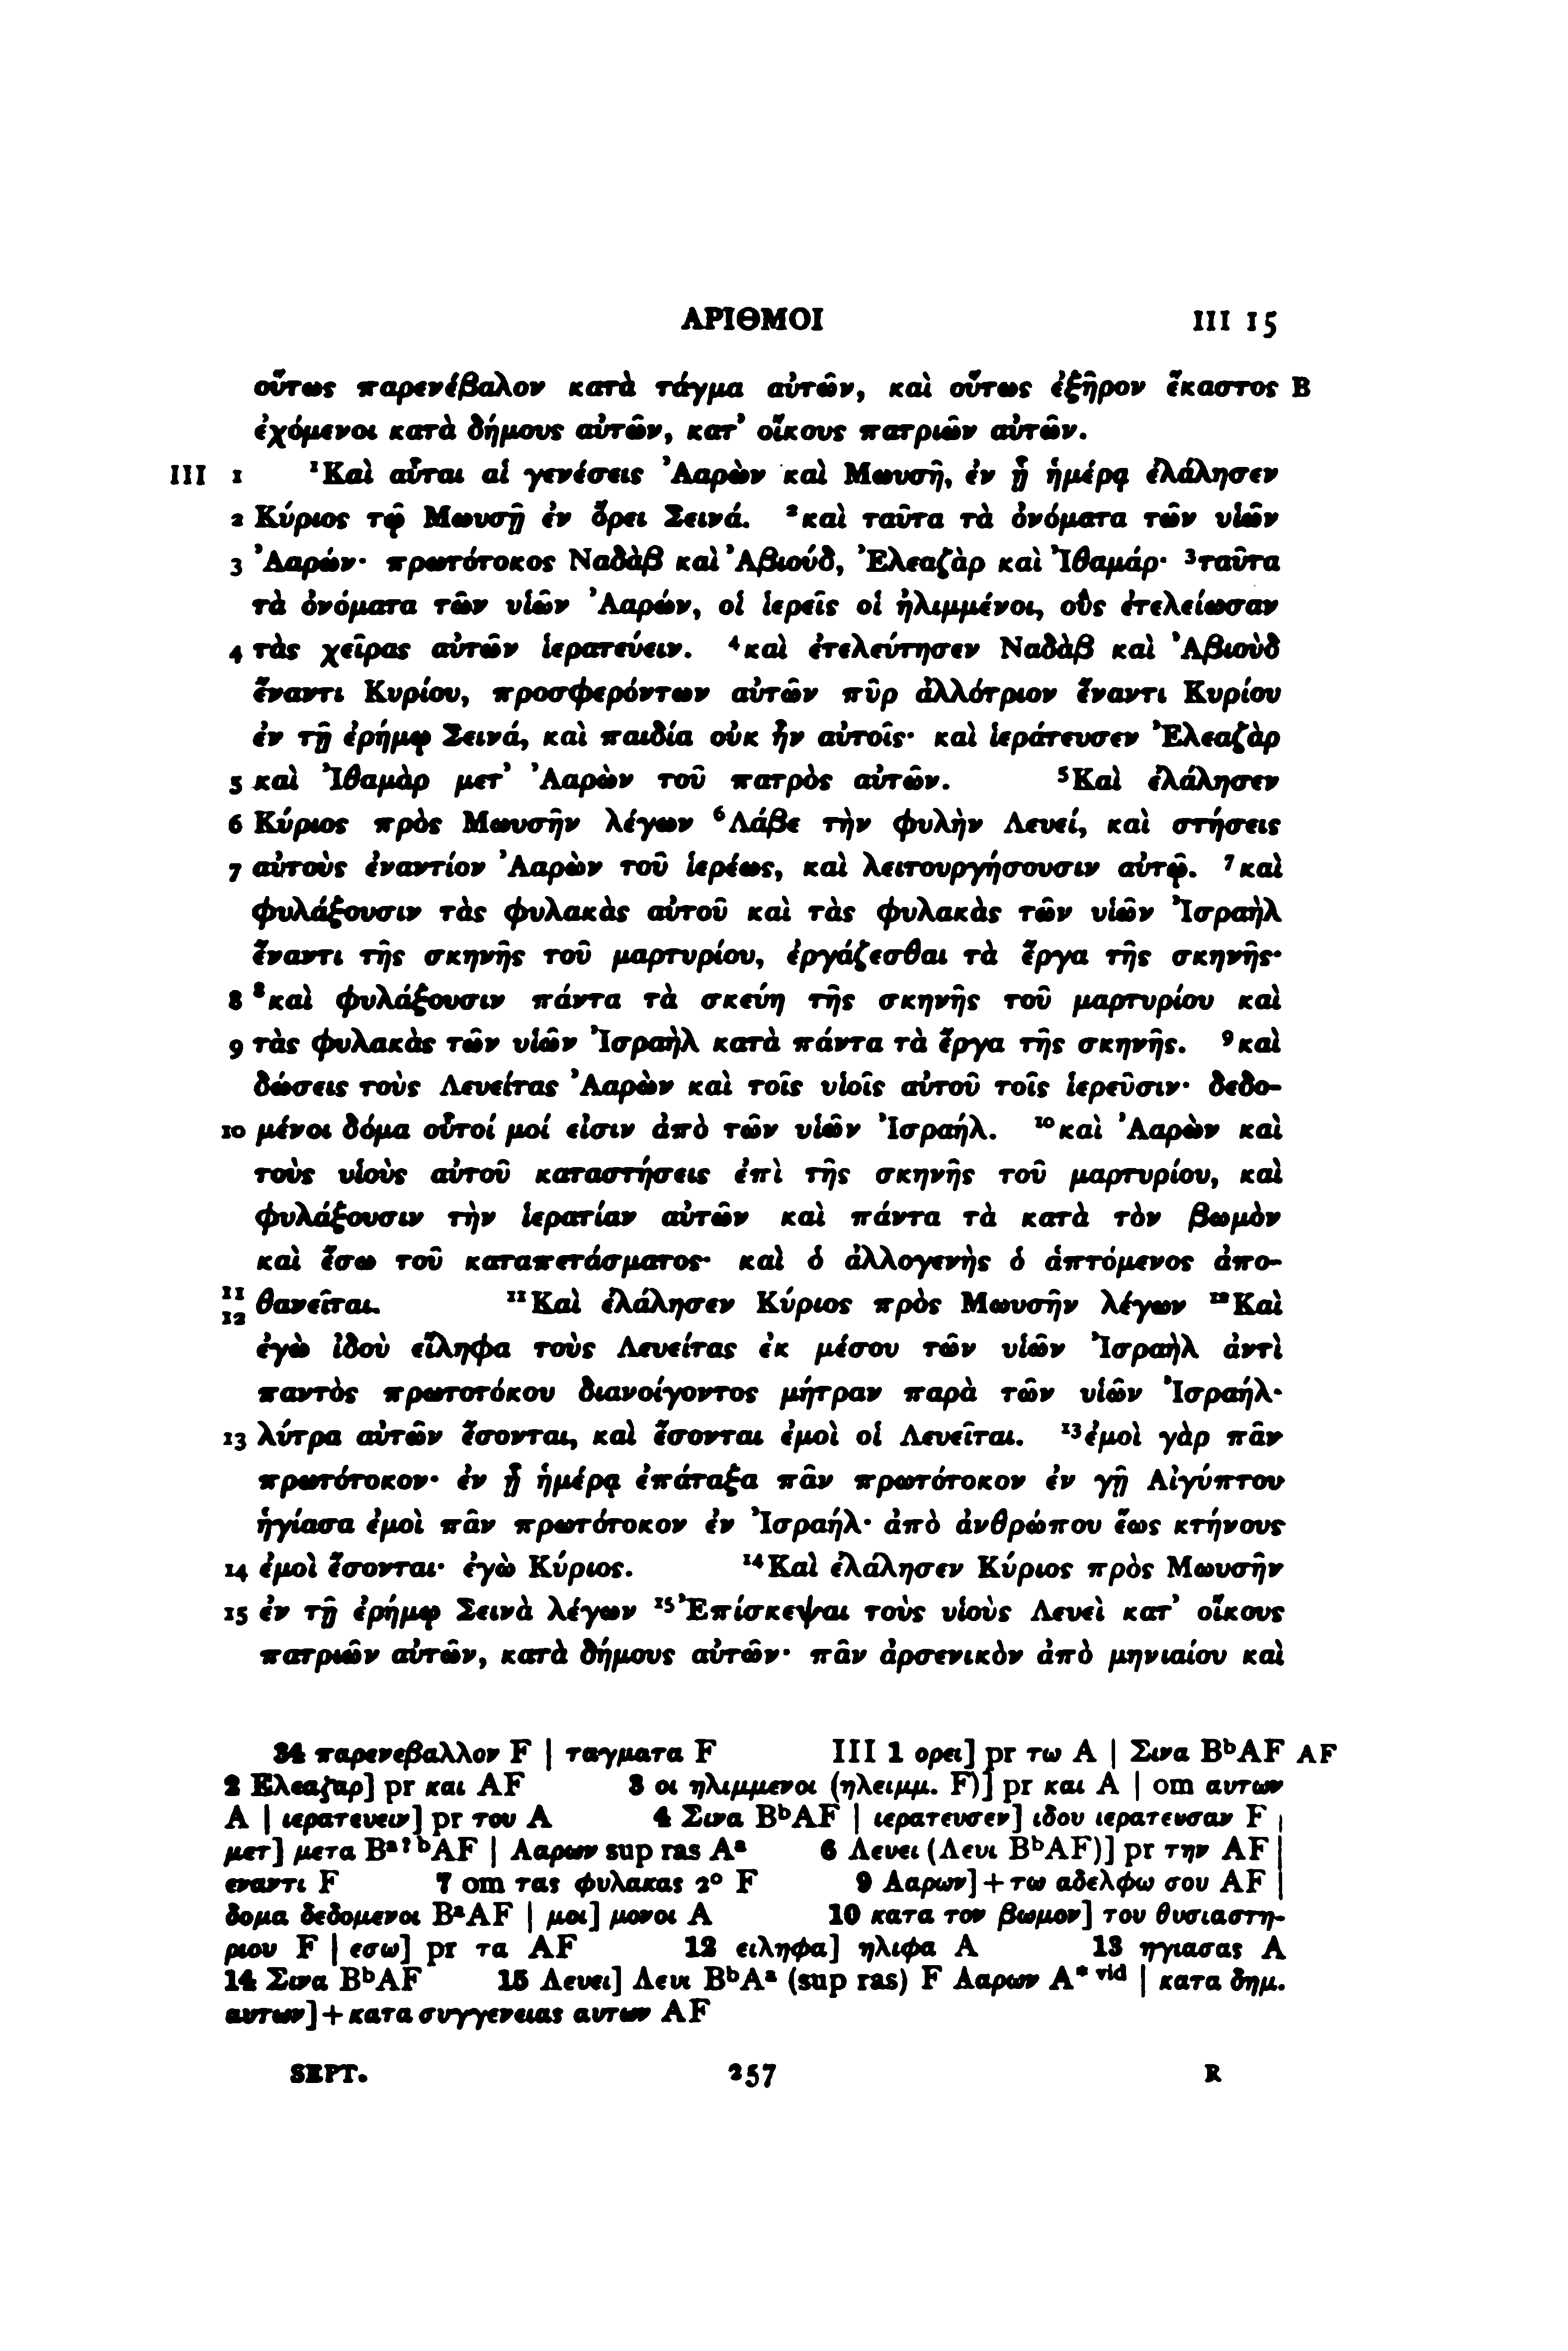 ΑΡΙΘΜΟΙ III 15
οὕτως παρενέβαλον κατὰ τάγμα αὐτῶν, καὶ οὕτως ἐξῆρον ἕκαστος B
ἐχόμενοι κατὰ δήμους αὐτῶν, κατ’ οἴκους πατριῶν αὐτῶν.
III 1 ¹Καὶ αὗται αἱ γενέσεις Ἀαρὼν καὶ Μωυσῆ, ἐν ᾗ ἡμέρᾳ ἐλάλησεν
2 Κύριος τῷ Μωυσῇ ἐν ὄρει Σεινά. ²καὶ ταῦτα τὰ ὀνόματα τῶν υἱῶν
3 Ἀαρών· πρωτότοκος Ναδὰβ καὶ Ἀβιούδ, Ἐλεαζὰρ καὶ Ἰθαμάρ· ³ταῦτα
τὰ ὀνόματα τῶν υἱῶν Ἀαρών, οἱ ἱερεῖς οἱ ἠλιμμένοι, οὓς ἐτελείωσαν
4 τὰς χεῖρας αὐτῶν ἱερατεύειν. ⁴καὶ ἐτελεύτησεν Ναδὰβ καὶ Ἀβιοὺδ
ἔναντι Κυρίου, προσφερόντων αὐτῶν πῦρ ἀλλότριον ἔναντι Κυρίου
ἐν τῇ ἐρήμῳ Σεινά, καὶ παιδία οὐκ ἦν αὐτοῖς· καὶ ἱεράτευσεν Ἐλεαζὰρ
5 καὶ Ἰθαμὰρ μετ’ Ἀαρὼν τοῦ πατρὸς αὐτῶν. ⁵Καὶ ἐλάλησεν
6 Κύριος πρὸς Μωυσῆν λέγων ⁶Λάβε τὴν φυλὴν Λευεί, καὶ στήσεις
7 αὐτοὺς ἐναντίον Ἀαρὼν τοῦ ἱερέως, καὶ λειτουργήσουσιν αὐτῷ. ⁷καὶ
φυλάξουσιν τὰς φυλακὰς αὐτοῦ καὶ τὰς φυλακὰς τῶν υἱῶν Ἰσραὴλ
ἔναντι τῆς σκηνῆς τοῦ μαρτυρίου, ἐργάζεσθαι τὰ ἔργα τῆς σκηνῆς·
8 ⁸καὶ φυλάξουσιν πάντα τὰ σκεύη τῆς σκηνῆς τοῦ μαρτυρίου καὶ
9 τὰς φυλακὰς τῶν υἱῶν Ἰσραὴλ κατὰ πάντα τὰ ἔργα τῆς σκηνῆς. ⁹καὶ
δώσεις τοὺς Λευείτας Ἀαρὼν καὶ τοῖς υἱοῖς αὐτοῦ τοῖς ἱερεῦσιν· δεδο-
10 μένοι δόμα οὗτοί μοί εἰσιν ἀπὸ τῶν υἱῶν Ἰσραήλ. ¹⁰καὶ Ἀαρὼν καὶ
τοὺς υἱοὺς αὐτοῦ καταστήσεις ἐπὶ τῆς σκηνῆς τοῦ μαρτυρίου, καὶ
φυλάξουσιν τὴν ἱερατίαν αὐτῶν καὶ πάντα τὰ κατὰ τὸν βωμὸν
καὶ ἔσω τοῦ καταπετάσματος· καὶ ὁ ἀλλογενὴς ὁ ἁπτόμενος ἀπο-
11 12 θανεῖται. ¹¹Καὶ ἐλάλησεν Κύριος πρὸς Μωυσῆν λέγων ¹²Καὶ
ἐγὼ ἰδοὺ εἴληφα τοὺς Λευείτας ἐκ μέσου τῶν υἱῶν Ἰσραὴλ ἀντὶ
παντὸς πρωτοτόκου διανοίγοντος μήτραν παρὰ τῶν υἱῶν Ἰσραήλ·
13 λύτρα αὐτῶν ἔσονται, καὶ ἔσονται ἐμοὶ οἱ Λευεῖται. ¹³ἐμοὶ γὰρ πᾶν
πρωτότοκον· ἐν ᾗ ἡμέρᾳ ἐπάταξα πᾶν πρωτότοκον ἐν γῇ Αἰγύπτου
ἡγίασα ἐμοὶ πᾶν πρωτότοκον ἐν Ἰσραήλ· ἀπὸ ἀνθρώπου ἕως κτήνους
14 ἐμοὶ ἔσονται· ἐγὼ Κύριος. ¹⁴Καὶ ἐλάλησεν Κύριος πρὸς Μωυσῆν
15 ἐν τῇ ἐρήμῳ Σεινὰ λέγων ¹⁵Ἐπίσκεψαι τοὺς υἱοὺς Λευεὶ κατ’ οἴκους
πατριῶν αὐτῶν, κατὰ δήμους αὐτῶν· πᾶν ἀρσενικὸν ἀπὸ μηνιαίου καὶ
34 παρενεβαλλον F | ταγματα F III 1 ορει] pr τω A | Σινα BᵇAF AF
2 Ελεαζαρ] pr και AF 3 οι ηλιμμενοι (ηλειμμ. F)] pr και A | om αυτων
A | ιερατευειν] pr του A 4 Σινα BᵇAF | ιερατευσεν] ιδου ιερατευσαν F |
μετ] μετα Bᵃ?ᵇAF | Ααρων sup ras Aᵃ 6 Λευει (Λευι BᵇAF)] pr την AF |
εναντι F 7 om τας φυλακας 2° F 9 Ααρων]+τω αδελφω σου AF |
δομα δεδομενοι BᵃAF | μοι] μονοι A 10 κατα τον βωμον] του θυσιαστη-
ριου F | εσω] pr τα AF 12 ειληφα] ηλιφα A 13 ηγιασας A
14 Σινα BᵇAF 15 Λευει] Λευι BᵇAᵃ (sup ras) F Ααρων A* ᵛⁱᵈ | κατα δημ.
αυτων]+κατα συγγενειας αυτων AF
SEPT. 257 R